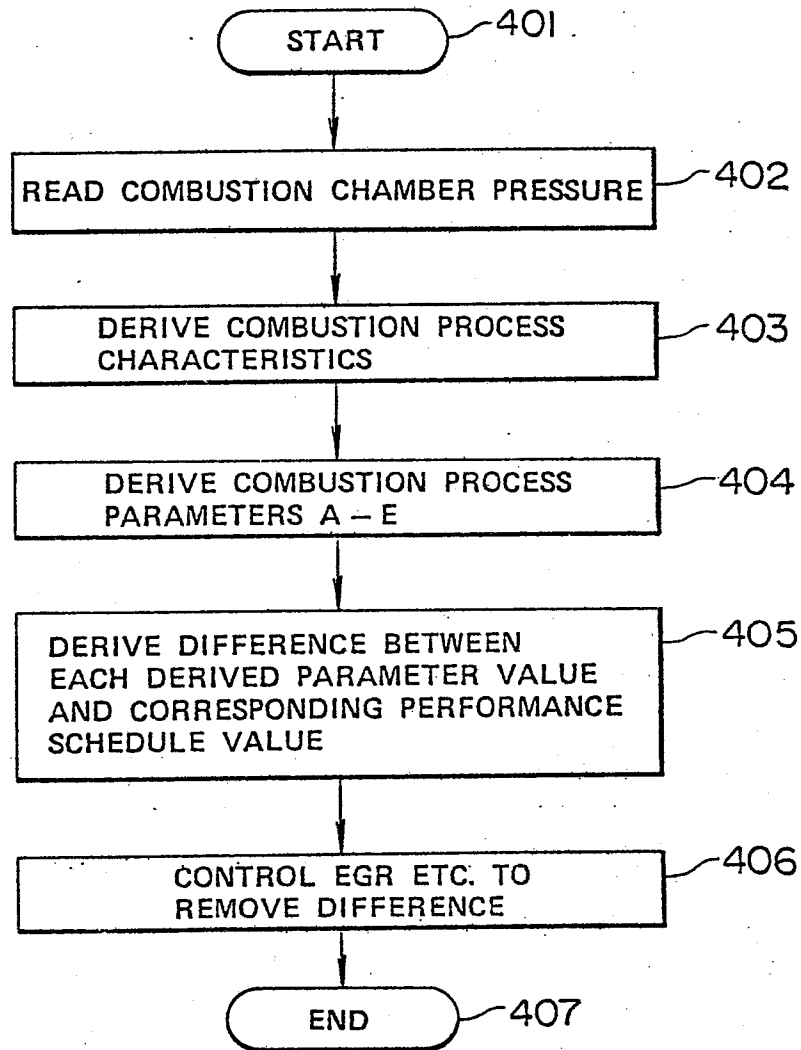 START
401
READ COMBUSTION CHAMBER PRESSURE
402
DERIVE COMBUSTION PROCESS
CHARACTERISTICS
403
DERIVE COMBUSTION PROCESS
PARAMETERS A – E
404
DERIVE DIFFERENCE BETWEEN
EACH DERIVED PARAMETER VALUE
AND CORRESPONDING PERFORMANCE
SCHEDULE VALUE
405
CONTROL EGR ETC. TO
REMOVE DIFFERENCE
406
END
407